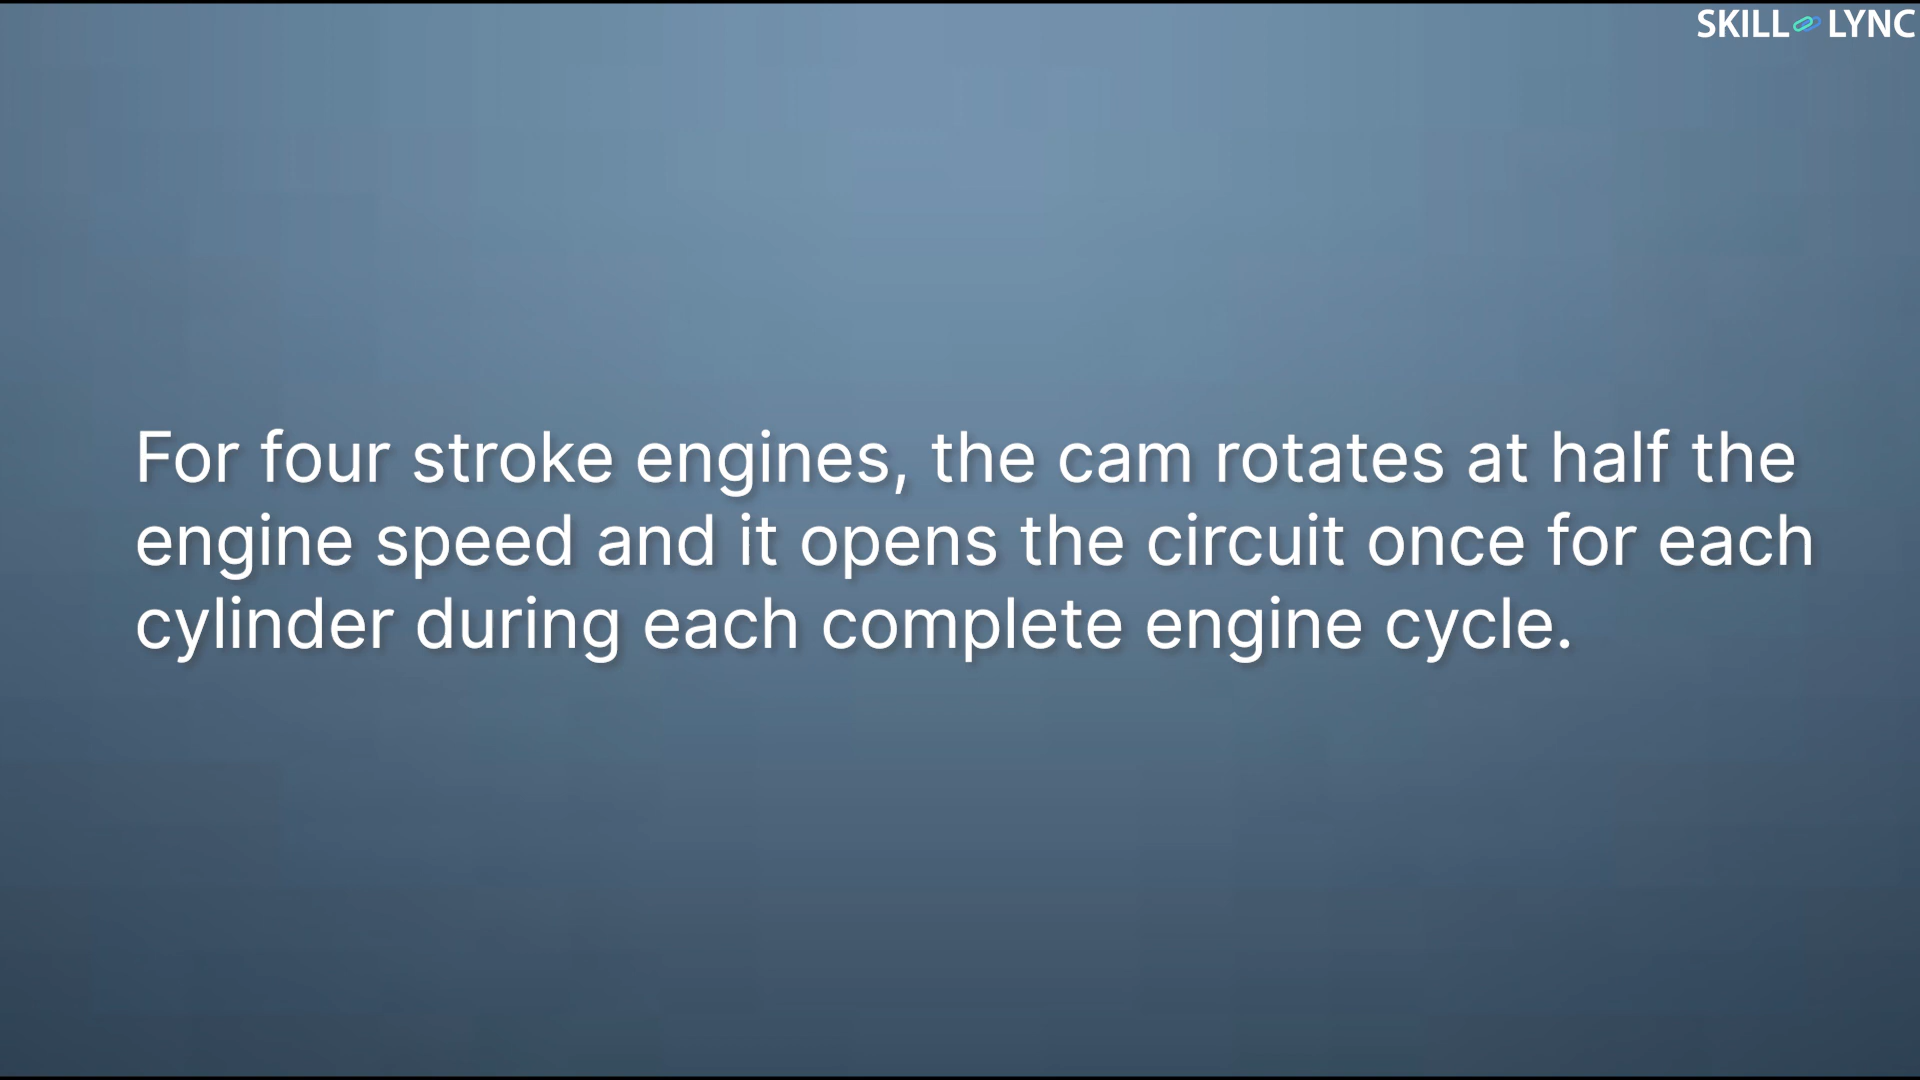 SKILL LYNC
For four stroke engines, the cam rotates at half the
engine speed and it opens the circuit once for each
cylinder during each complete engine cycle.